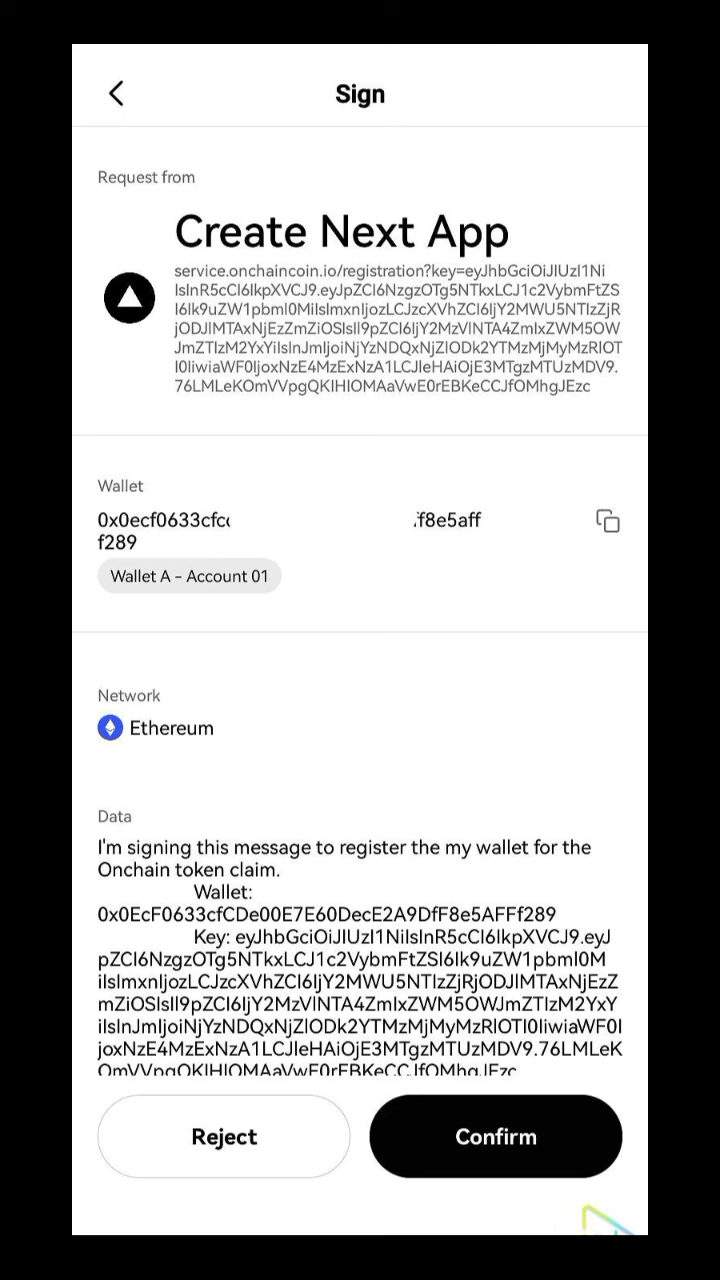 Sign
Request from
Create Next App
service.onchaincoin.io/registration?key=eyJhbGciOiJIUzI1Ni
IsInR5cCI6IkpXVCJ9.eyJpZCI6NzgzOTg5NTkxLCJ1c2VybmFtZS
I6Ik9uZW1pbml0MiIsImxnIjozLCJzcXVhZCI6IjY2MWU5NTIzZjR
jODJlMTAxNjEzZmZiOSIsIl9pZCI6IjY2MzVlNTA4ZmIxZWM5OW
JmZTIzM2YxYiIsInJmIjoiNjYzNDQxNjZlODk2YTMzMjMyMzRlOT
I0IiwiaWF0IjoxNzE4MzExNzA1LCJleHAiOjE3MTgzMTUzMDV9.
76LMLeKOmVVpgQKIHIOMAaVwE0rEBKeCCJfOMhgJEzc
Wallet
0x0ecf0633cfc f8e5aff
f289
Wallet A - Account 01
Network
Ethereum
Data
I'm signing this message to register the my wallet for the
Onchain token claim.
Wallet:
0x0EcF0633cfCDe00E7E60DecE2A9DfF8e5AFFf289
Key: eyJhbGciOiJIUzI1NiIsInR5cCI6IkpXVCJ9.eyJ
pZCI6NzgzOTg5NTkxLCJ1c2VybmFtZSI6Ik9uZW1pbml0M
iIsImxnIjozLCJzcXVhZCI6IjY2MWU5NTIzZjRjODJlMTAxNjEzZ
mZiOSIsIl9pZCI6IjY2MzVlNTA4ZmIxZWM5OWJmZTIzM2YxY
iIsInJmIjoiNjYzNDQxNjZlODk2YTMzMjMyMzRlOTI0IiwiaWF0I
joxNzE4MzExNzA1LCJleHAiOjE3MTgzMTUzMDV9.76LMLeK
OmVVpgQKIHIOMAaVwE0rEBKeCCJfOMhgJEzc
Reject
Confirm